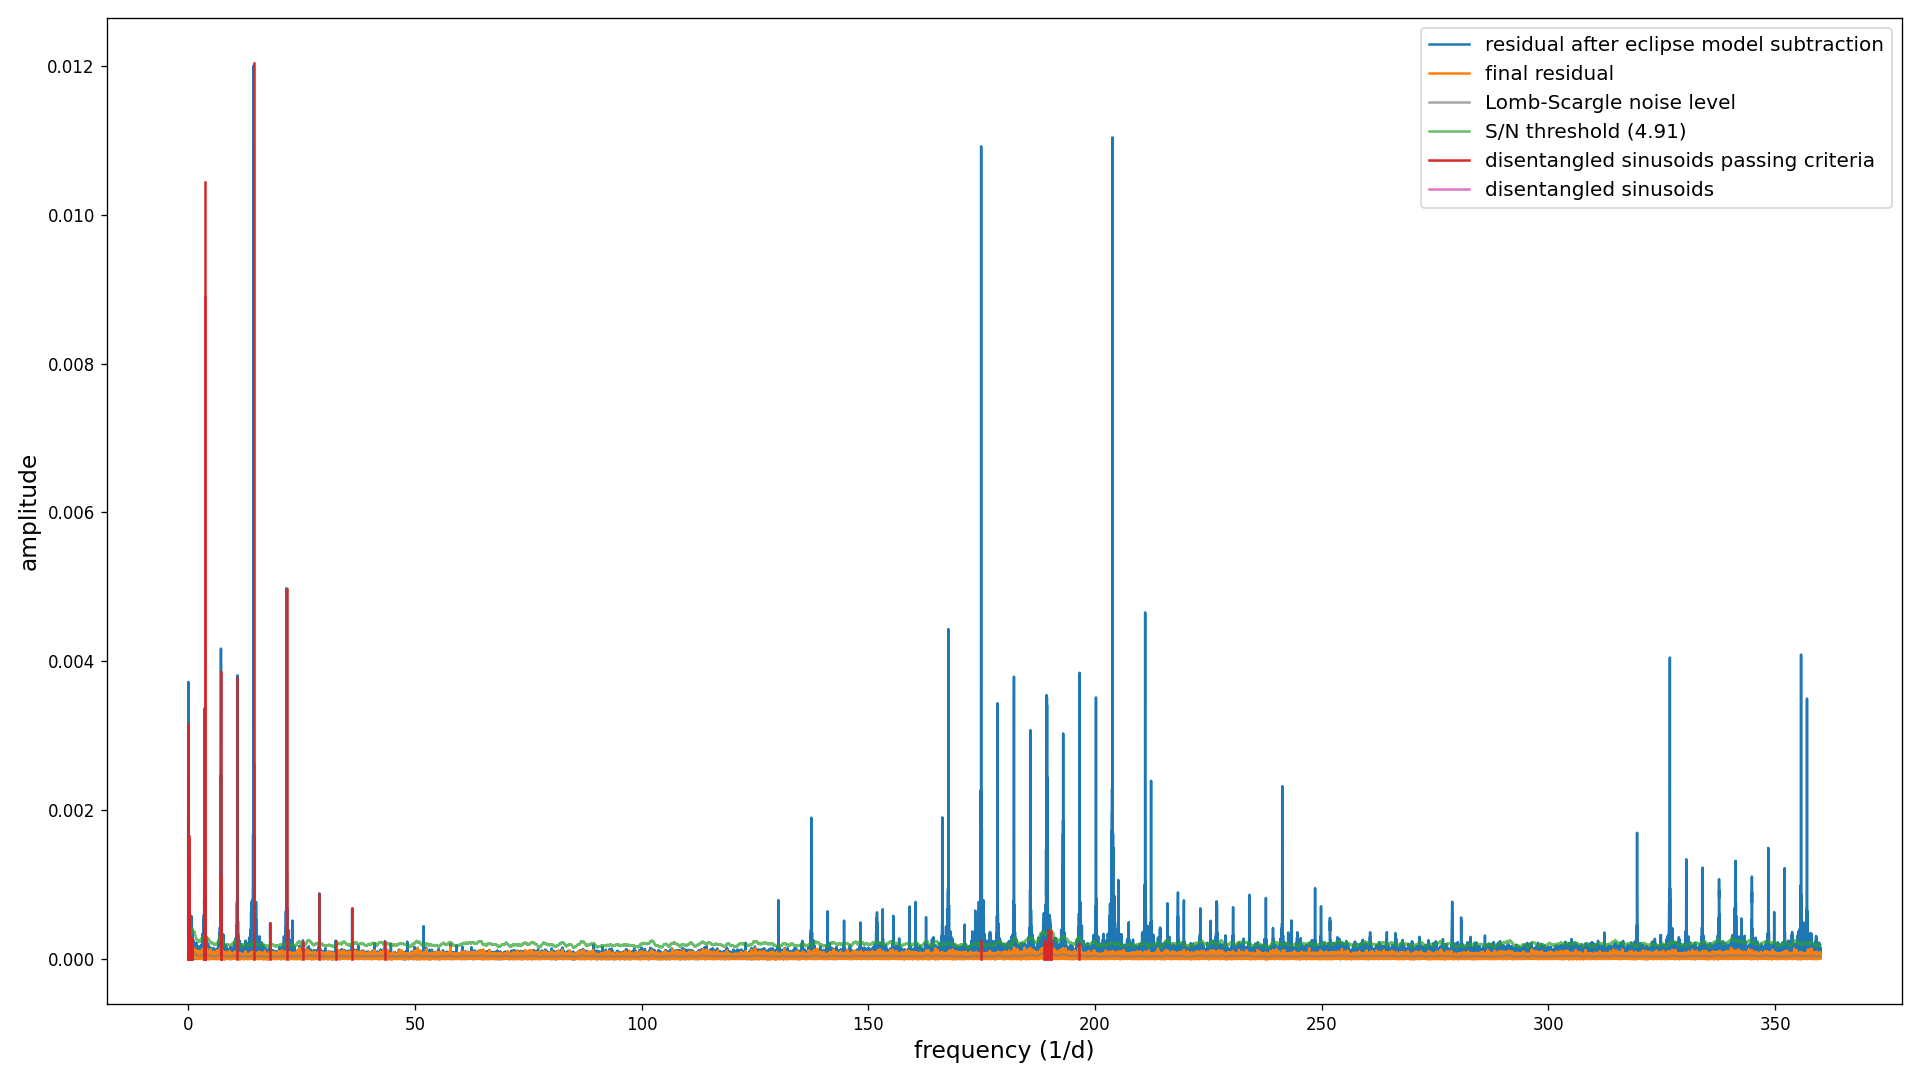 residual after eclipse model subtraction
final residual
Lomb-Scargle noise level
S/N threshold (4.91)
disentangled sinusoids passing criteria
disentangled sinusoids
0.012
0.010
0.008
0.006
0.004
0.002
0.000
amplitude
0 50 100 150 200 250 300 350
frequency (1/d)